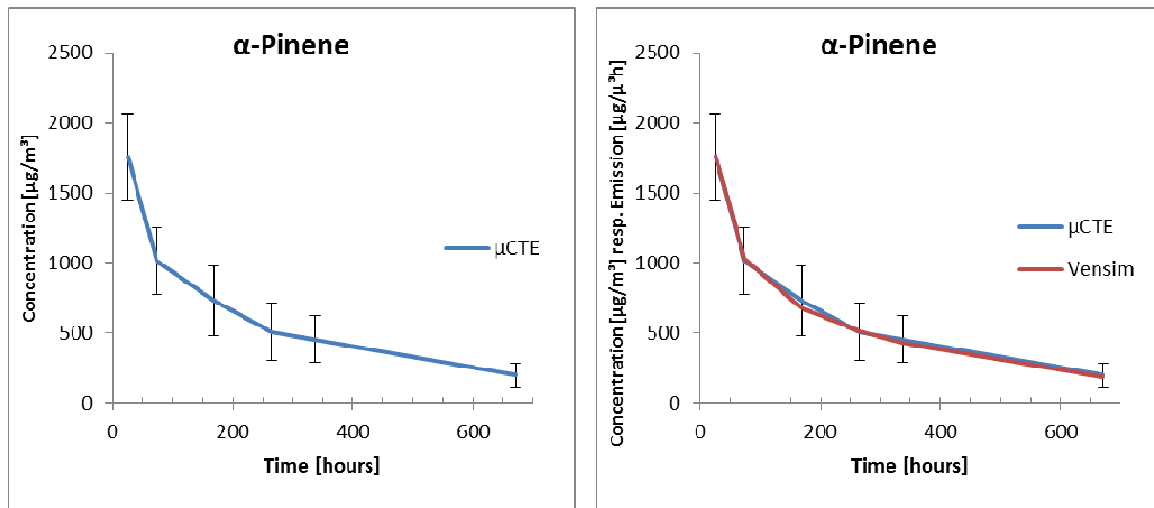 α-Pinene
2500
2000
1500
1000
500
0
0 200 400 600
Concentration [µg/m³]
Time [hours]
µCTE
α-Pinene
2500
2000
1500
1000
500
0
0 200 400 600
Concentration [µg/m³] resp. Emission [µg/µ³h]
Time [hours]
µCTE
Vensim